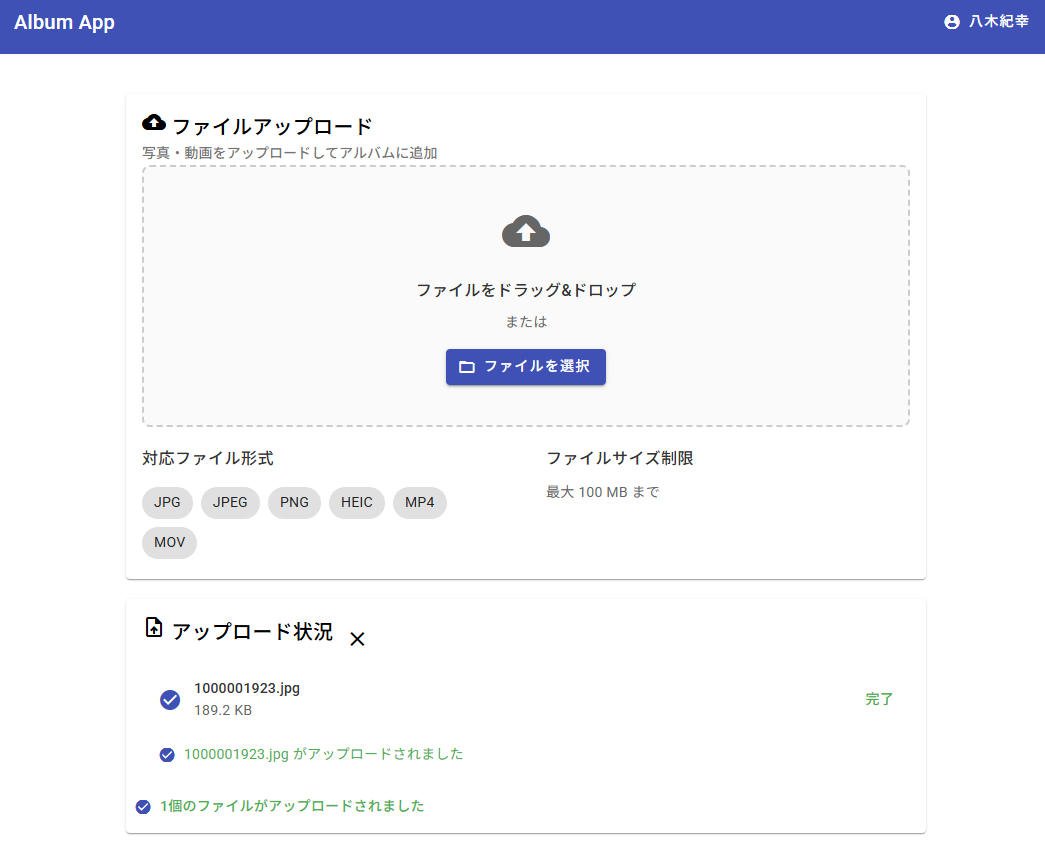 Album App
八木紀幸
ファイルアップロード
写真・動画をアップロードしてアルバムに追加
ファイルをドラッグ&ドロップ
または
ファイルを選択
対応ファイル形式
JPG JPEG PNG HEIC MP4
MOV
ファイルサイズ制限
最大 100 MB まで
アップロード状況
1000001923.jpg
189.2 KB
完了
1000001923.jpg がアップロードされました
1個のファイルがアップロードされました